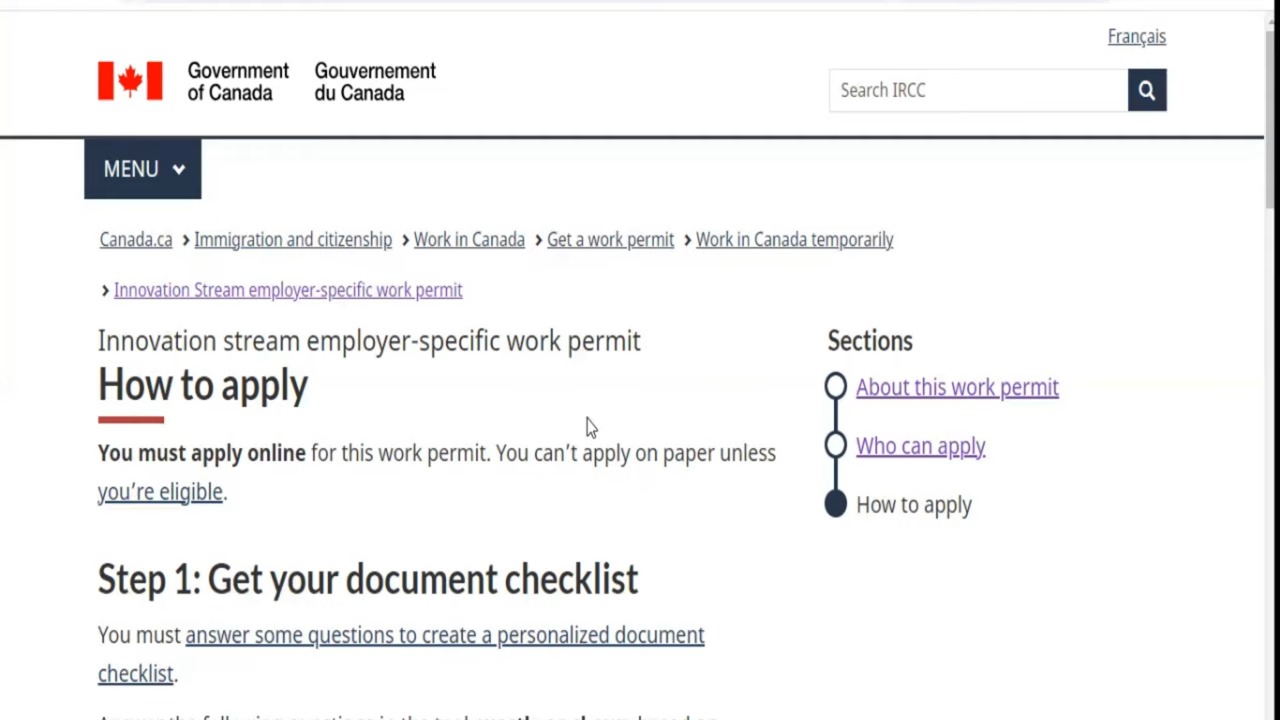 Français
Government of Canada
Gouvernement du Canada
Search IRCC
MENU
Canada.ca > Immigration and citizenship > Work in Canada > Get a work permit > Work in Canada temporarily
> Innovation Stream employer-specific work permit
Innovation stream employer-specific work permit
How to apply
You must apply online for this work permit. You can’t apply on paper unless
you’re eligible.
Sections
About this work permit
Who can apply
How to apply
Step 1: Get your document checklist
You must answer some questions to create a personalized document
checklist.